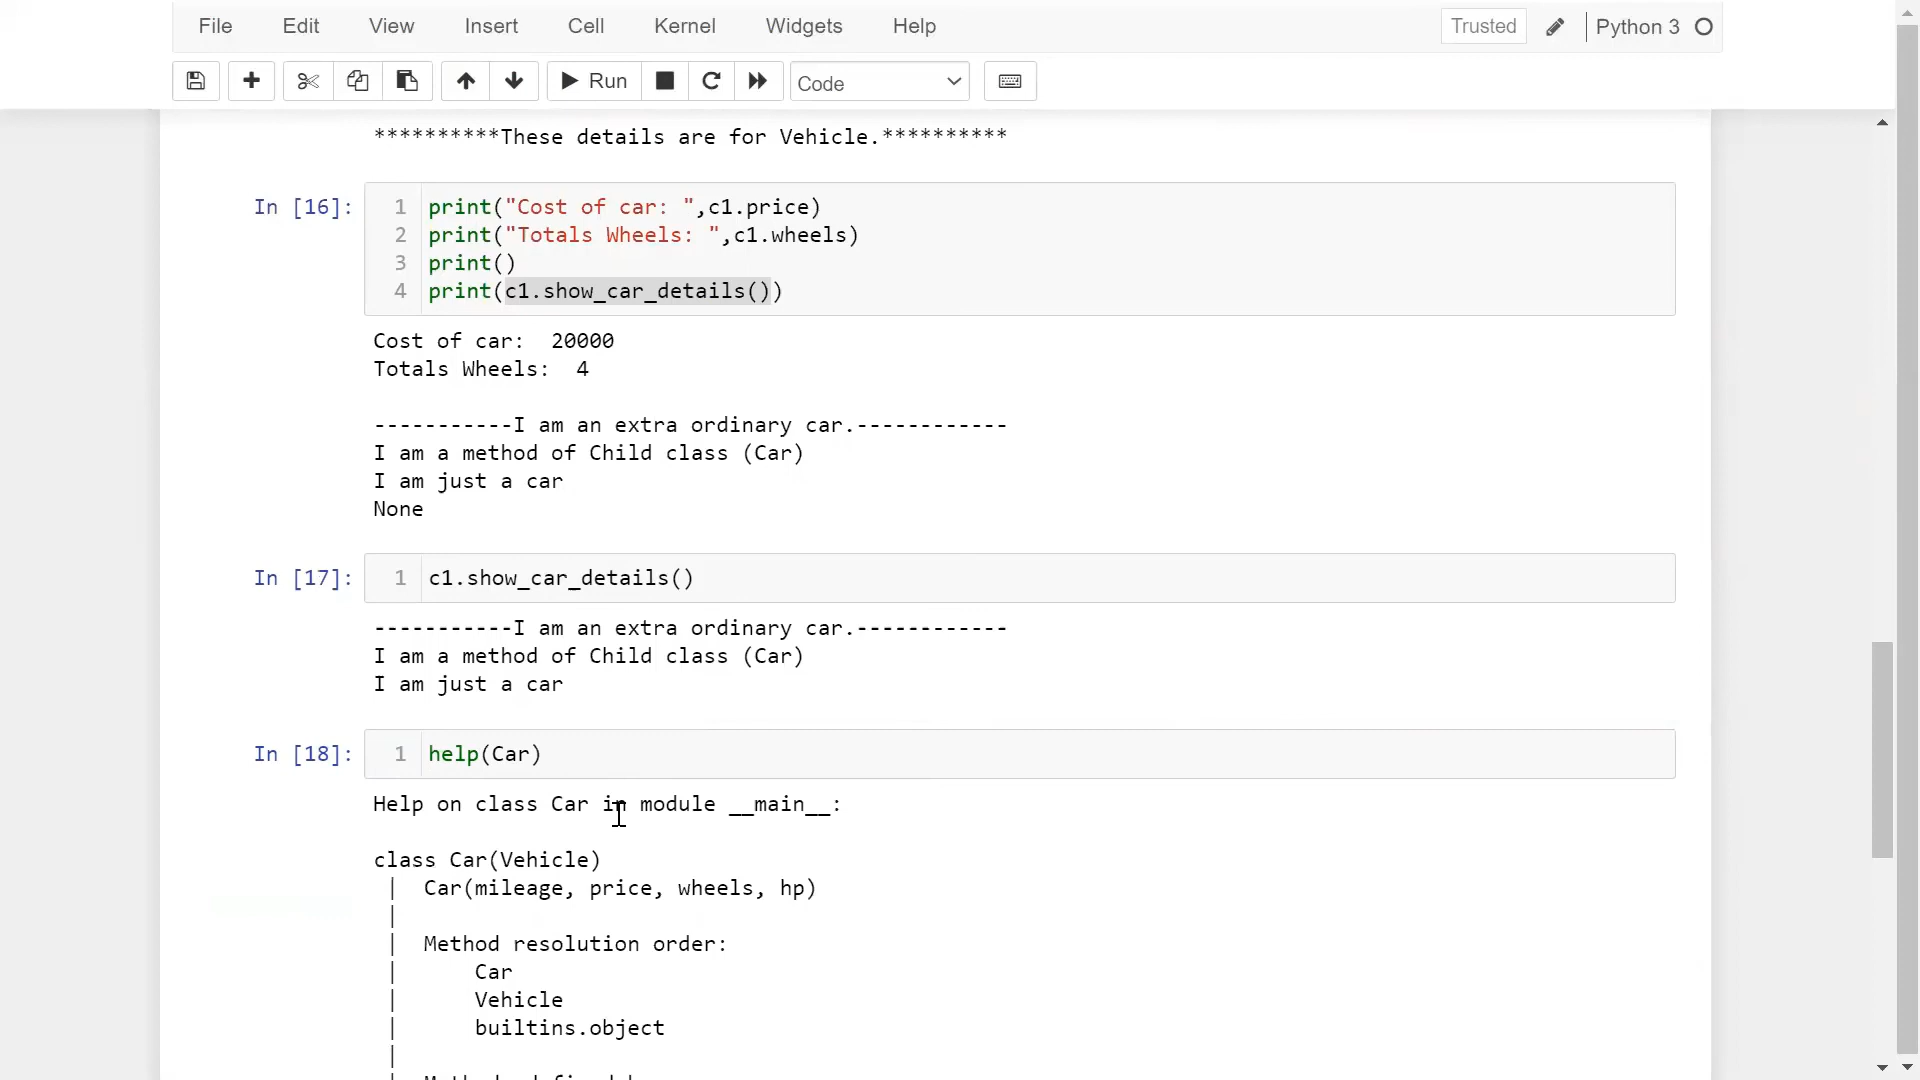 File Edit View Insert Cell Kernel Widgets Help Trusted Python 3
Run Code
**********These details are for Vehicle.**********
In [16]:
1 print("Cost of car: ",c1.price)
2 print("Totals Wheels: ",c1.wheels)
3 print()
4 print(c1.show_car_details())
Cost of car:  20000
Totals Wheels:  4
-----------I am an extra ordinary car.------------
I am a method of Child class (Car)
I am just a car
None
In [17]: 1 c1.show_car_details()
-----------I am an extra ordinary car.------------
I am a method of Child class (Car)
I am just a car
In [18]: 1 help(Car)
Help on class Car in module __main__:
class Car(Vehicle)
|  Car(mileage, price, wheels, hp)
|
|  Method resolution order:
|      Car
|      Vehicle
|      builtins.object
|